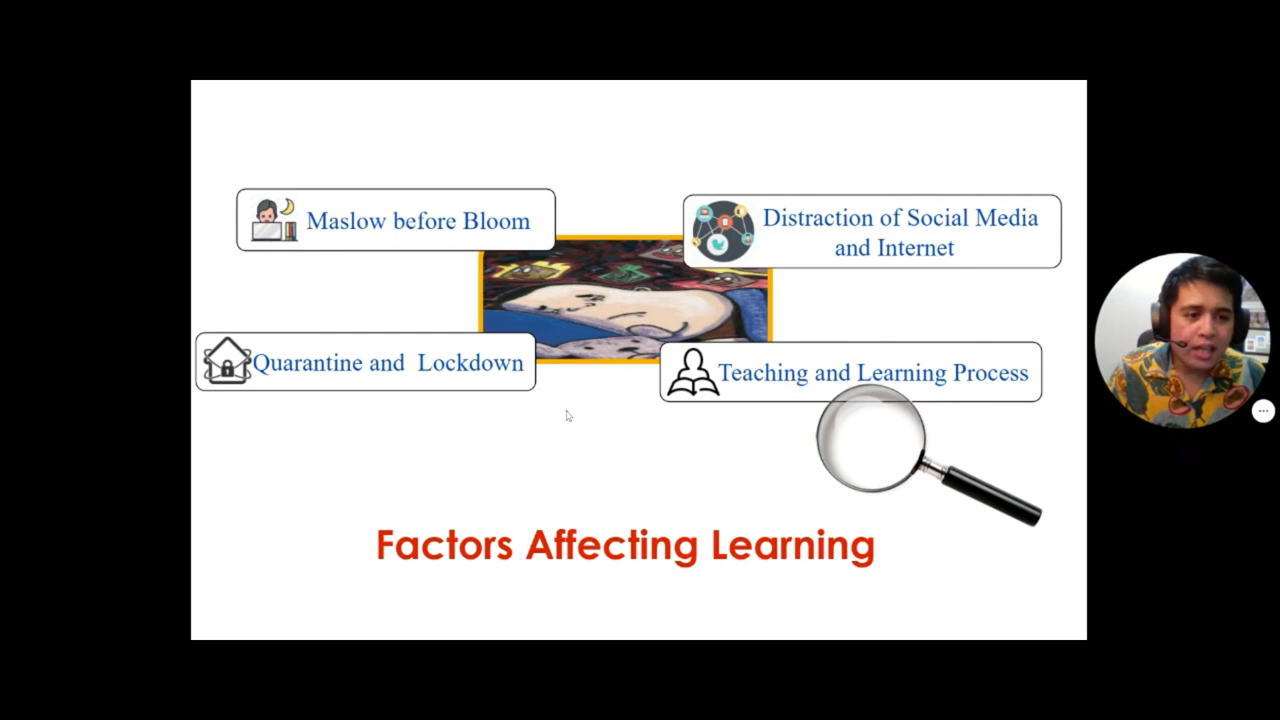 Maslow before Bloom
Distraction of Social Media
and Internet
Quarantine and Lockdown
Teaching and Learning Process
Factors Affecting Learning